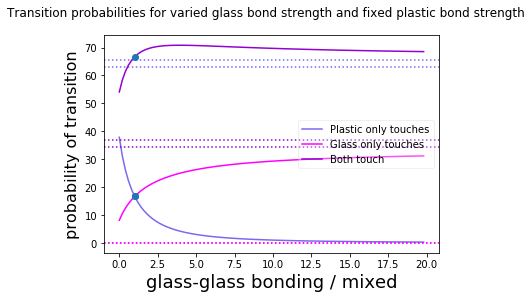 Transition probabilities for varied glass bond strength and fixed plastic bond strength
probability of transition
70
60
50
40
30
20
10
0
Plastic only touches
Glass only touches
Both touch
0.0 2.5 5.0 7.5 10.0 12.5 15.0 17.5 20.0
glass-glass bonding / mixed